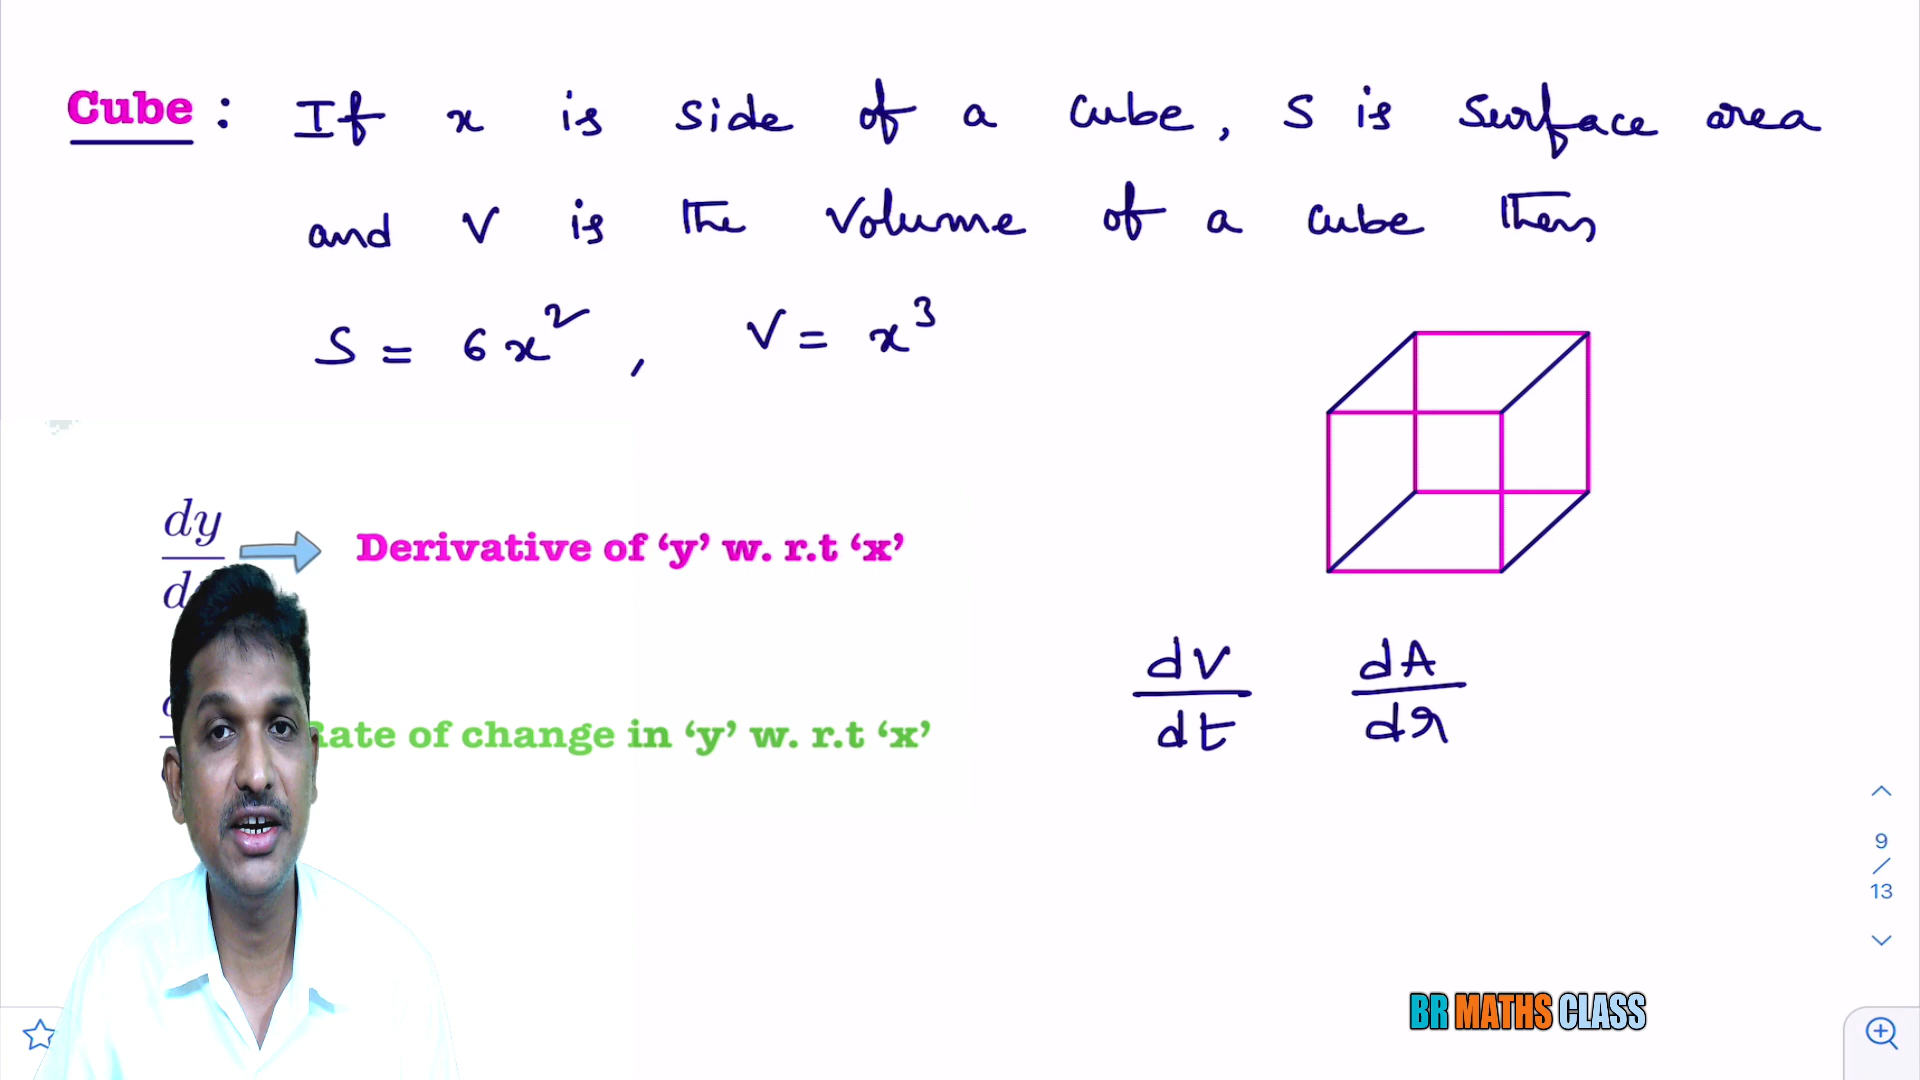 Cube : If x is side of a cube, S is surface area
and V is the volume of a cube then
S = 6x² , V = x³
dy
Derivative of ‘y’ w. r.t ‘x’
dV dA
dt dr
Rate of change in ‘y’ w. r.t ‘x’
9
/
13
BR MATHS CLASS